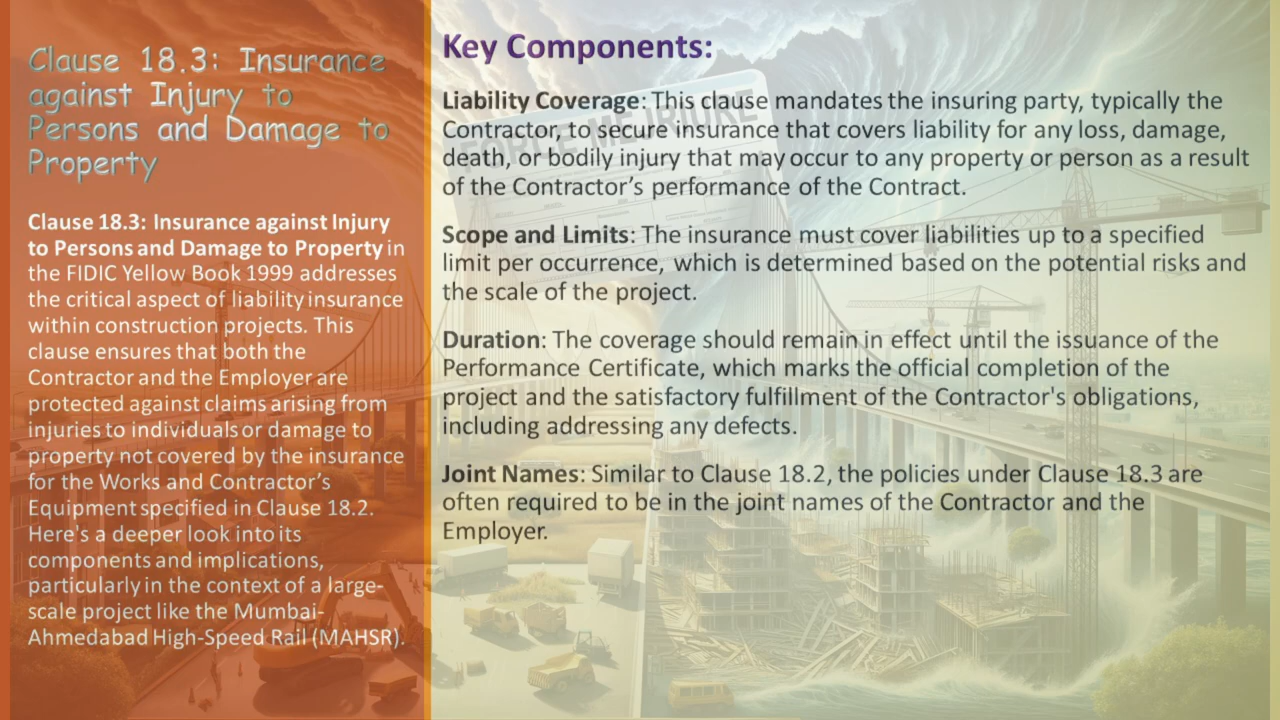 Clause 18.3: Insurance
against Injury to
Persons and Damage to
Property
Clause 18.3: Insurance against Injury
to Persons and Damage to Property in
the FIDIC Yellow Book 1999 addresses
the critical aspect of liability insurance
within construction projects. This
clause ensures that both the
Contractor and the Employer are
protected against claims arising from
injuries to individuals or damage to
property not covered by the insurance
for the Works and Contractor’s
Equipment specified in Clause 18.2.
Here's a deeper look into its
components and implications,
particularly in the context of a large-
scale project like the Mumbai-
Ahmedabad High-Speed Rail (MAHSR).
Key Components:
Liability Coverage: This clause mandates the insuring party, typically the
Contractor, to secure insurance that covers liability for any loss, damage,
death, or bodily injury that may occur to any property or person as a result
of the Contractor’s performance of the Contract.
Scope and Limits: The insurance must cover liabilities up to a specified
limit per occurrence, which is determined based on the potential risks and
the scale of the project.
Duration: The coverage should remain in effect until the issuance of the
Performance Certificate, which marks the official completion of the
project and the satisfactory fulfillment of the Contractor's obligations,
including addressing any defects.
Joint Names: Similar to Clause 18.2, the policies under Clause 18.3 are
often required to be in the joint names of the Contractor and the
Employer.